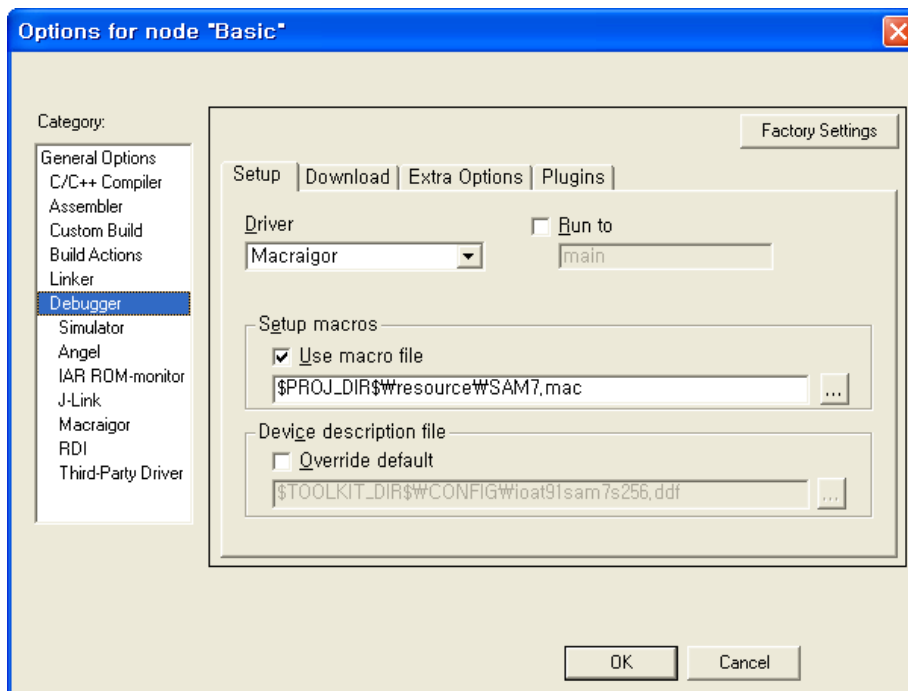 Options for node "Basic"
Category:
General Options
C/C++ Compiler
Assembler
Custom Build
Build Actions
Linker
Debugger
Simulator
Angel
IAR ROM-monitor
J-Link
Macraigor
RDI
Third-Party Driver
Factory Settings
Setup Download Extra Options Plugins
Driver
Run to
Macraigor
main
Setup macros
Use macro file
$PROJ_DIR$₩resource₩SAM7.mac
...
Device description file
Override default
$TOOLKIT_DIR$₩CONFIG₩ioat91sam7s256.ddf
...
OK Cancel